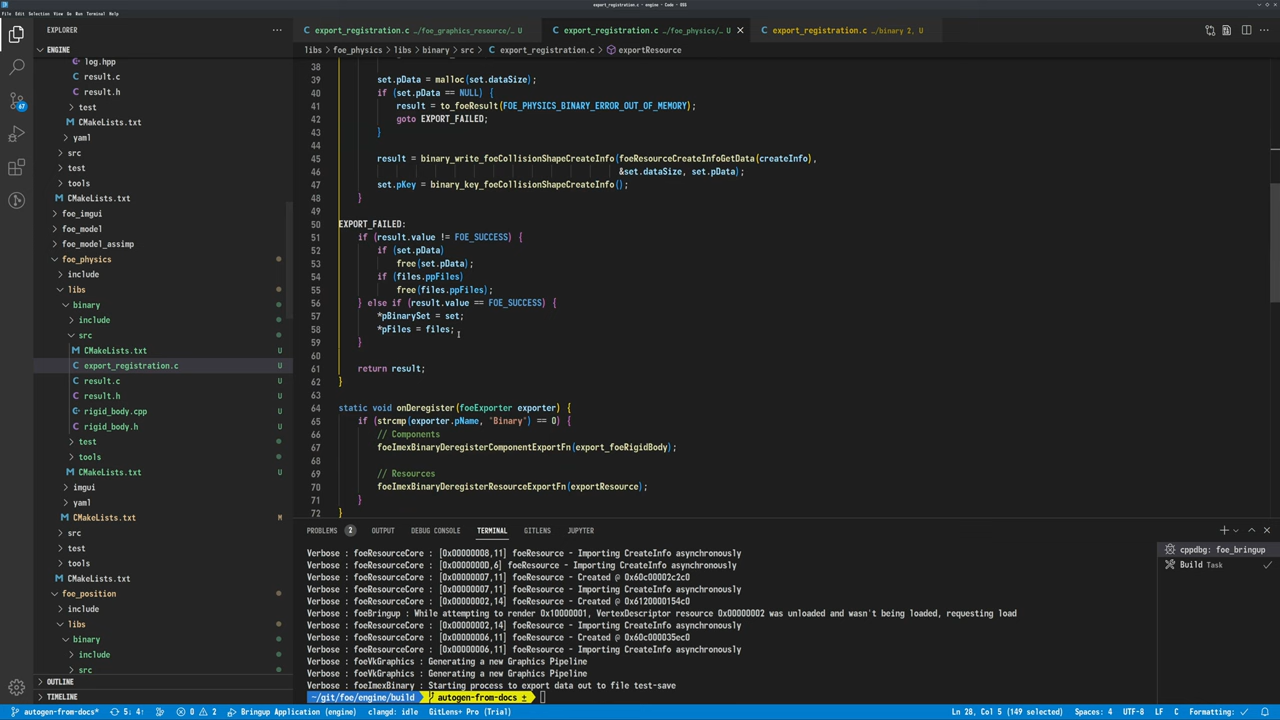 export_registration.c - engine - Code - OSS
File Edit Selection View Go Run Terminal Help
EXPLORER
ENGINE
log.hpp
result.c
result.h
test
CMakeLists.txt
yaml
src
test
tools
CMakeLists.txt
foe_imgui
foe_model
foe_model_assimp
foe_physics
include
libs
binary
include
src
CMakeLists.txt U
export_registration.c U
result.c U
result.h U
rigid_body.cpp U
rigid_body.h U
test
tools
CMakeLists.txt U
imgui
yaml
CMakeLists.txt M
src
test
tools
CMakeLists.txt
foe_position
include
libs
binary
include
src
OUTLINE
TIMELINE
export_registration.c ../foe_graphics_resource/... U
export_registration.c ../foe_physics/... U
export_registration.c ../binary 2, U
libs > foe_physics > libs > binary > src > export_registration.c > exportResource
38
39 set.pData = malloc(set.dataSize);
40 if (set.pData == NULL) {
41 result = to_foeResult(FOE_PHYSICS_BINARY_ERROR_OUT_OF_MEMORY);
42 goto EXPORT_FAILED;
43 }
44
45 result = binary_write_foeCollisionShapeCreateInfo(foeResourceCreateInfoGetData(createInfo),
46 &set.dataSize, set.pData);
47 set.pKey = binary_key_foeCollisionShapeCreateInfo();
48 }
49
50 EXPORT_FAILED:
51 if (result.value != FOE_SUCCESS) {
52 if (set.pData)
53 free(set.pData);
54 if (files.ppFiles)
55 free(files.ppFiles);
56 } else if (result.value == FOE_SUCCESS) {
57 *pBinarySet = set;
58 *pFiles = files;
59 }
60
61 return result;
62 }
63
64 static void onDeregister(foeExporter exporter) {
65 if (strcmp(exporter.pName, "Binary") == 0) {
66 // Components
67 foeImexBinaryDeregisterComponentExportFn(export_foeRigidBody);
68
69 // Resources
70 foeImexBinaryDeregisterResourceExportFn(exportResource);
71 }
72 }
PROBLEMS 2 OUTPUT DEBUG CONSOLE TERMINAL GITLENS JUPYTER
Verbose : foeResourceCore : [0x00000008,11] foeResource - Importing CreateInfo asynchronously
Verbose : foeResourceCore : [0x0000000D,6] foeResource - Importing CreateInfo asynchronously
Verbose : foeResourceCore : [0x00000007,11] foeResource - Created @ 0x60c00002c2c0
Verbose : foeResourceCore : [0x00000007,11] foeResource - Importing CreateInfo asynchronously
Verbose : foeResourceCore : [0x00000002,14] foeResource - Created @ 0x6120000154c0
Verbose : foeBringup : While attempting to render 0x10000001, VertexDescriptor resource 0x00000002 was unloaded and wasn't being loaded, requesting load
Verbose : foeResourceCore : [0x00000002,14] foeResource - Importing CreateInfo asynchronously
Verbose : foeResourceCore : [0x00000006,11] foeResource - Created @ 0x60c000035ec0
Verbose : foeResourceCore : [0x00000006,11] foeResource - Importing CreateInfo asynchronously
Verbose : foeVkGraphics : Generating a new Graphics Pipeline
Verbose : foeVkGraphics : Generating a new Graphics Pipeline
Verbose : foeImexBinary : Starting process to export data out to file test-save
~/git/foe/engine/build autogen-from-docs ±
cppdbg: foe_bringup
Build Task
67
autogen-from-docs* 5↓ 4↑ 0 2 Bringup Application (engine) clangd: idle GitLens+ Pro (Trial) Ln 28, Col 5 (149 selected) Spaces: 4 UTF-8 LF C Formatting: ✓